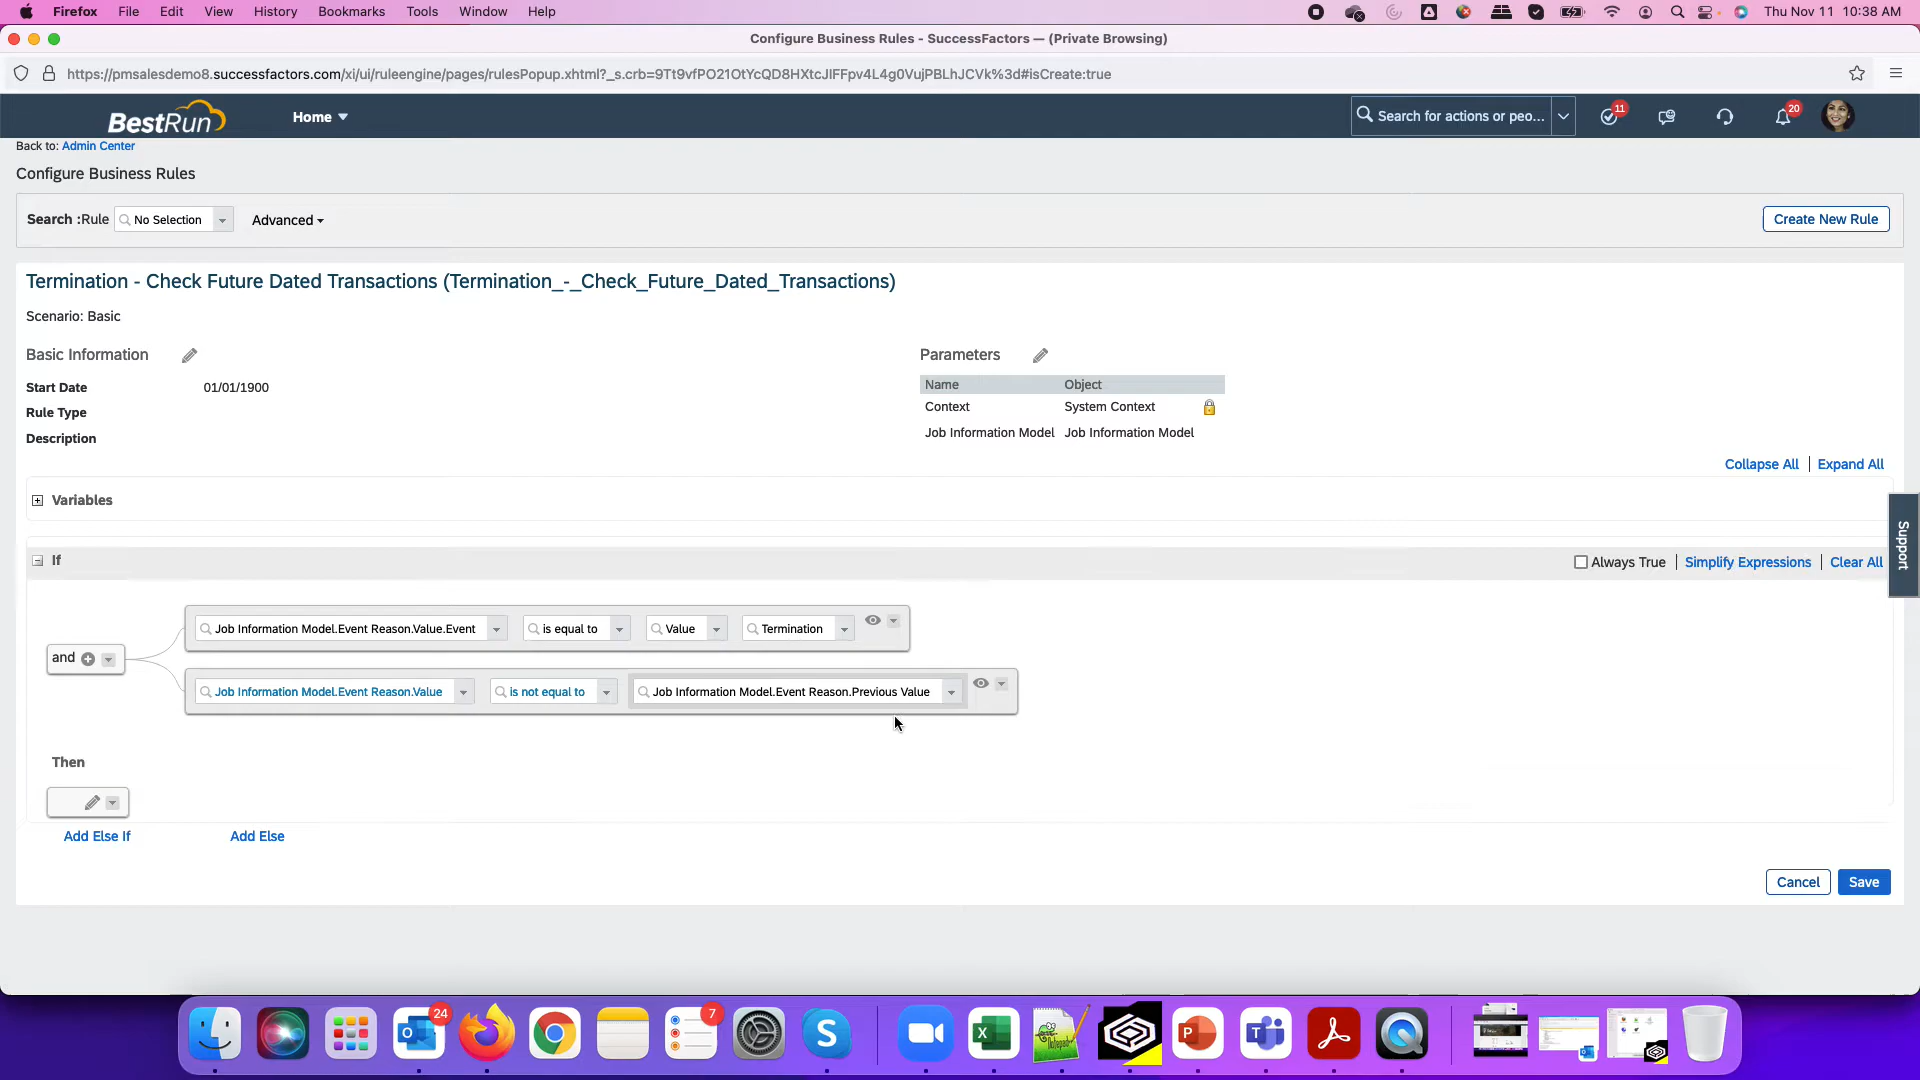 Firefox File Edit View History Bookmarks Tools Window Help Thu Nov 11 10:38 AM
Configure Business Rules - SuccessFactors — (Private Browsing)
https://pmsalesdemo8.successfactors.com/xi/ui/ruleengine/pages/rulesPopup.xhtml?_s.crb=9Tt9vfPO21OtYcQD8HXtcJIFFpv4L4g0VujPBLhJCVk%3d#isCreate:true
BestRun Home Search for actions or peo... 11 20
Back to: Admin Center
Configure Business Rules
Search :Rule No Selection Advanced Create New Rule
Termination - Check Future Dated Transactions (Termination_-_Check_Future_Dated_Transactions)
Scenario: Basic
Basic Information Parameters
Start Date 01/01/1900 Name Object
Rule Type Context System Context
Description Job Information Model Job Information Model
Collapse All Expand All
Variables
Support
If Always True Simplify Expressions Clear All
Job Information Model.Event Reason.Value.Event is equal to Value Termination
and
Job Information Model.Event Reason.Value is not equal to Job Information Model.Event Reason.Previous Value
Then
Add Else If Add Else
Cancel Save
24 7